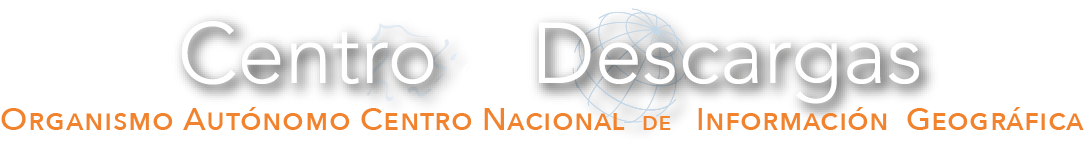 Centro Descargas
Organismo Autónomo Centro Nacional de Información Geográfica